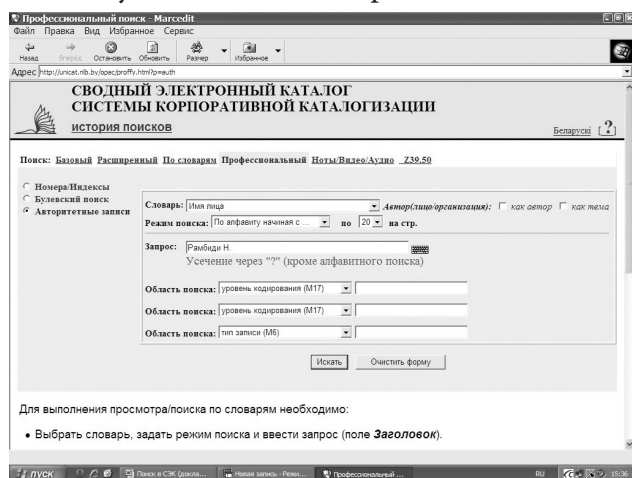 Профессиональный поиск - Marcedit
Файл Правка Вид Избранное Сервис
Назад Вперёд Остановить Обновить Размер Избранное
Адрес http://unicat.nlb.by/opac/proffy.html?p=auth
СВОДНЫЙ ЭЛЕКТРОННЫЙ КАТАЛОГ
СИСТЕМЫ КОРПОРАТИВНОЙ КАТАЛОГИЗАЦИИ
история поисков
Беларускі [?]
Поиск: Базовый Расширенный По словарям Профессиональный Ноты/Видео/Аудио Z39.50
Номера/Индексы
Булевский поиск
Авторитетные записи
Словарь: Имя лица Автор(лицо/организация): как автор как тема
Режим поиска: По алфавиту начиная с ... по 20 на стр.
Запрос: Рамбиди Н.
Усечение через "?" (кроме алфавитного поиска)
Область поиска: уровень кодирования (M17)
Область поиска: уровень кодирования (M17)
Область поиска: тип записи (M6)
Искать Очистить форму
Для выполнения просмотра/поиска по словарям необходимо:
• Выбрать словарь, задать режим поиска и ввести запрос (поле Заголовок).
пуск Поиск в СЭК (докла... Новая запись - Режи... Профессиональный ... RU 15:36